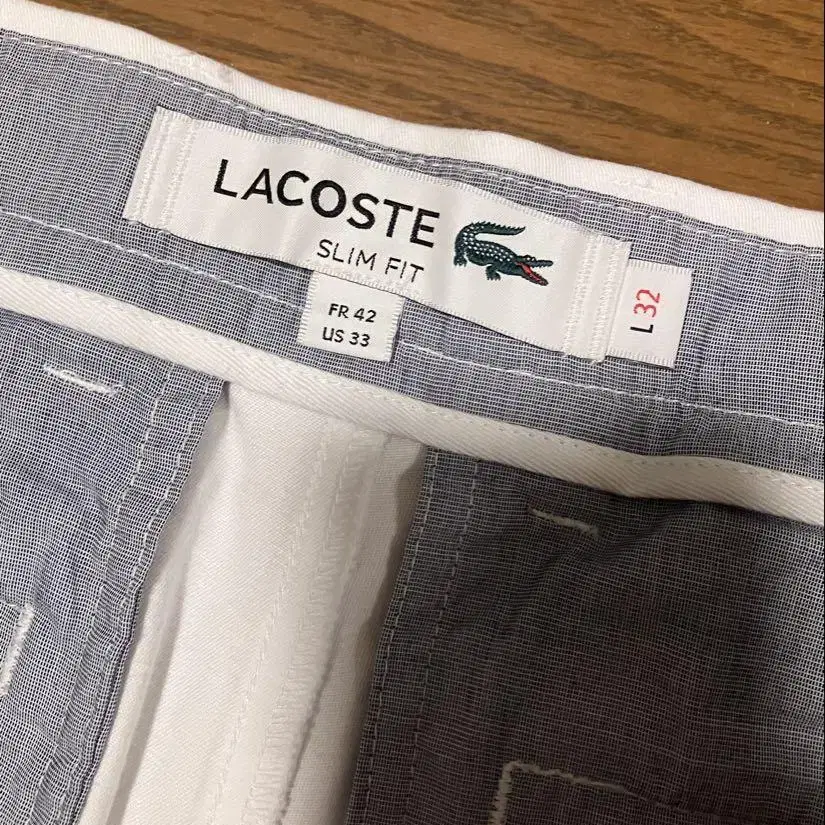 LACOSTE
SLIM FIT
FR 42
US 33
L 32